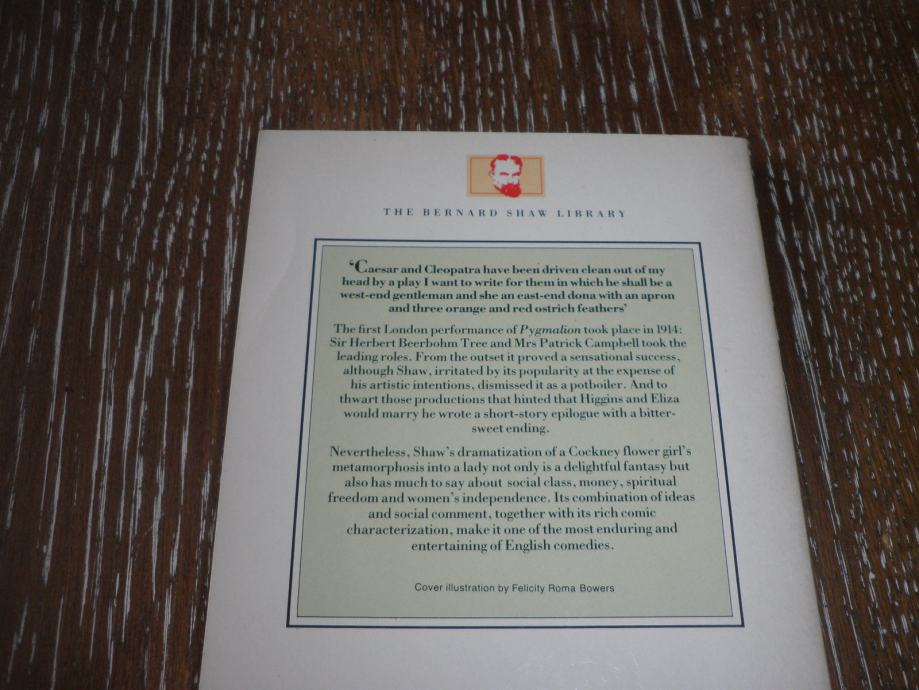 THE BERNARD SHAW LIBRARY
‘Caesar and Cleopatra have been driven clean out of my
head by a play I want to write for them in which he shall be a
west-end gentleman and she an east-end dona with an apron
and three orange and red ostrich feathers’
The first London performance of Pygmalion took place in 1914:
Sir Herbert Beerbohm Tree and Mrs Patrick Campbell took the
leading roles. From the outset it proved a sensational success,
although Shaw, irritated by its popularity at the expense of
his artistic intentions, dismissed it as a potboiler. And to
thwart those productions that hinted that Higgins and Eliza
would marry he wrote a short-story epilogue with a bitter-
sweet ending.
Nevertheless, Shaw’s dramatization of a Cockney flower girl’s
metamorphosis into a lady not only is a delightful fantasy but
also has much to say about social class, money, spiritual
freedom and women’s independence. Its combination of ideas
and social comment, together with its rich comic
characterization, make it one of the most enduring and
entertaining of English comedies.
Cover illustration by Felicity Roma Bowers